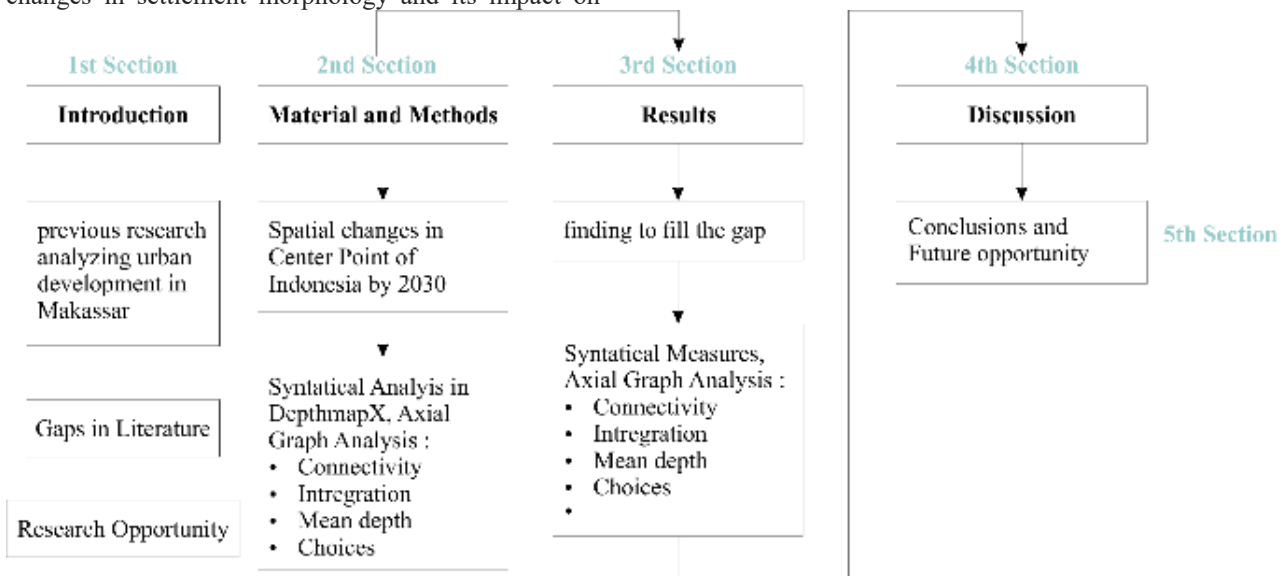 changes in settlement morphology and its impact on
1st Section
Introduction
previous research
analyzing urban
development in
Makassar
Gaps in Literature
Research Opportunity
2nd Section
Material and Methods
Spatial changes in
Center Point of
Indonesia by 2030
Syntatical Analyis in
DepthmapX, Axial
Graph Analysis :
• Connectivity
• Intregration
• Mean depth
• Choices
3rd Section
Results
finding to fill the gap
Syntatical Measures,
Axial Graph Analysis :
• Connectivity
• Intregration
• Mean depth
• Choices
•
4th Section
Discussion
Conclusions and
Future opportunity
5th Section